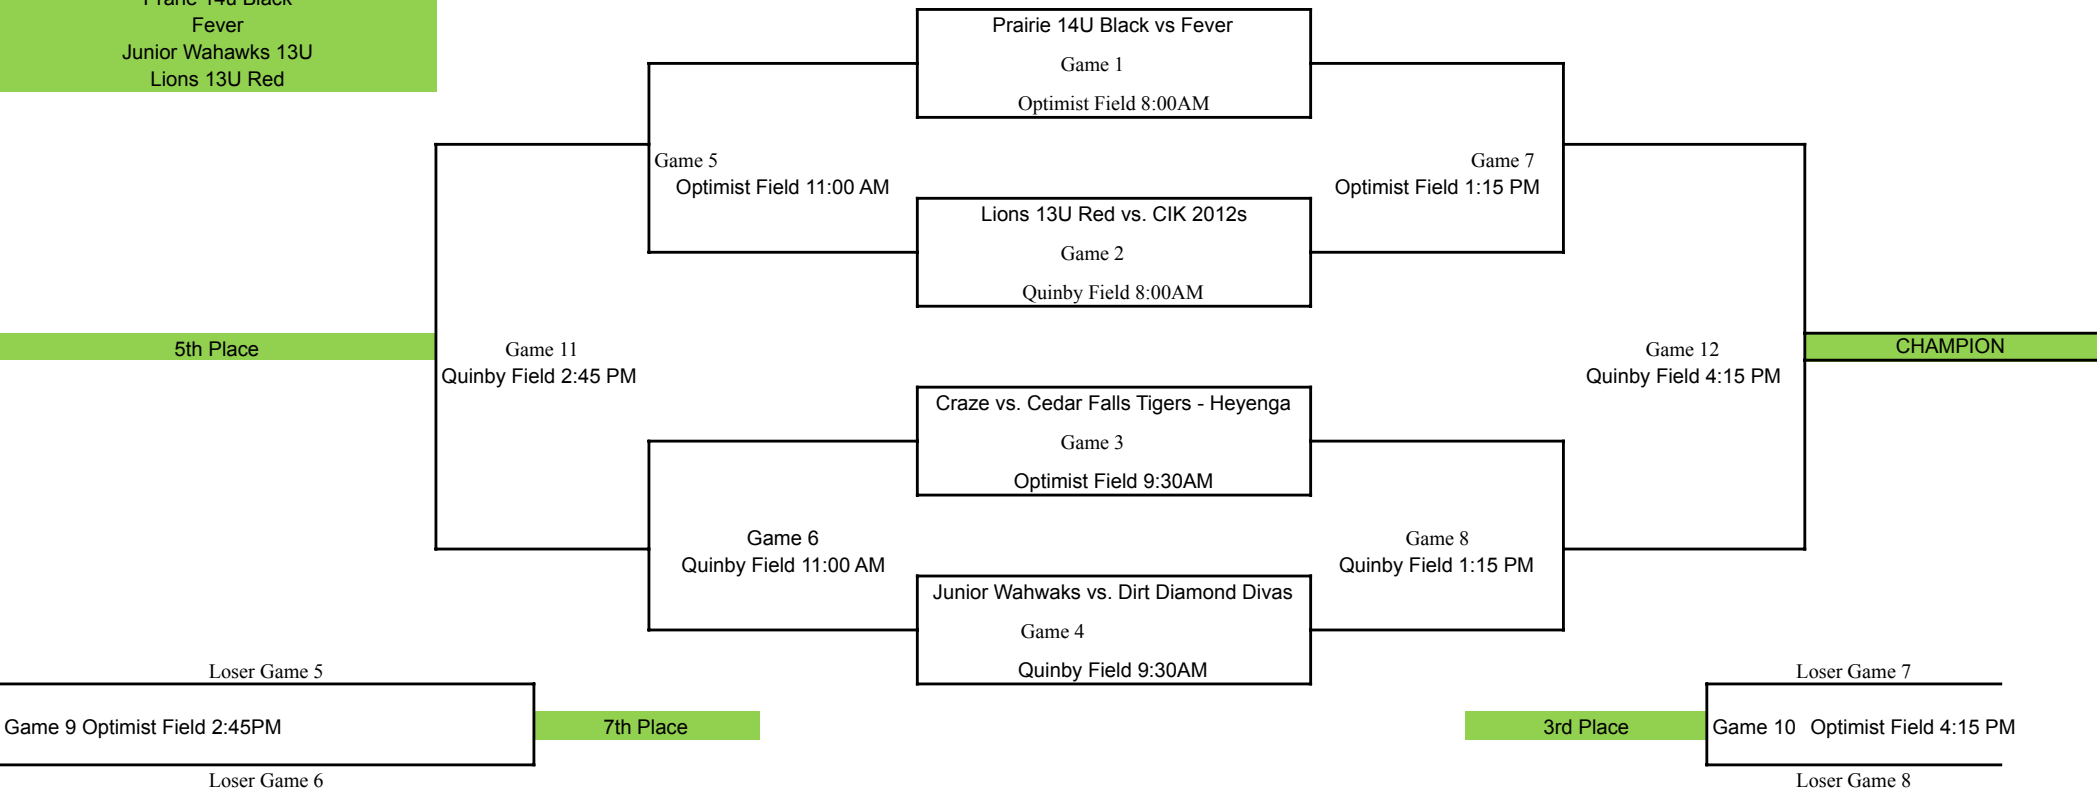 Prarie 14u Black
Fever
Junior Wahawks 13U
Lions 13U Red
Prairie 14U Black vs Fever
Game 1
Optimist Field 8:00AM
Game 5
Optimist Field 11:00 AM
Game 7
Optimist Field 1:15 PM
Lions 13U Red vs. CIK 2012s
Game 2
Quinby Field 8:00AM
5th Place
Game 11
Quinby Field 2:45 PM
Game 12
Quinby Field 4:15 PM
CHAMPION
Craze vs. Cedar Falls Tigers - Heyenga
Game 3
Optimist Field 9:30AM
Game 6
Quinby Field 11:00 AM
Game 8
Quinby Field 1:15 PM
Junior Wahwaks vs. Dirt Diamond Divas
Game 4
Quinby Field 9:30AM
Loser Game 5
Game 9 Optimist Field 2:45PM
Loser Game 6
7th Place
3rd Place
Loser Game 7
Game 10 Optimist Field 4:15 PM
Loser Game 8